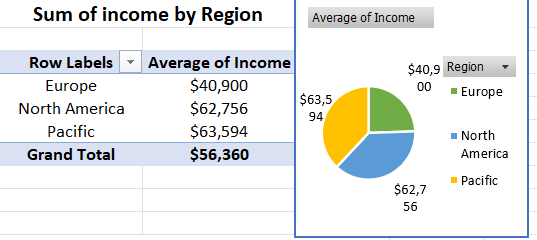 Sum of income by Region
Row Labels Average of Income
Europe $40,900
North America $62,756
Pacific $63,594
Grand Total $56,360
Average of Income
Region
$40,9
00
$63,5
94
$62,7
56
Europe
North
America
Pacific